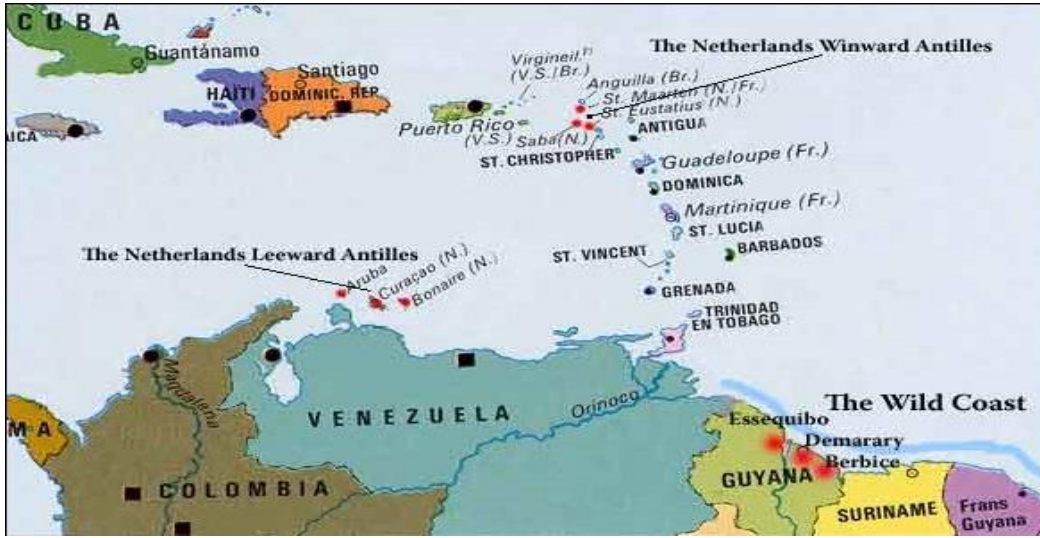 CUBA
Guantánamo
Santiago
HAÏTI
DOMINIC. REP.
AICA
Puerto Rico
(V.S.)
Virgineil.
(V.S./Br.)
The Netherlands Winward Antilles
Anguilla (Br.)
St. Maarten (N./Fr.)
St. Eustatius (N.)
Saba (N.)
ST. CHRISTOPHER
ANTIGUA
Guadeloupe (Fr.)
DOMINICA
Martinique (Fr.)
ST. LUCIA
ST. VINCENT
BARBADOS
GRENADA
TRINIDAD
EN TOBAGO
The Netherlands Leeward Antilles
Aruba
Curaçao (N.)
Bonaire (N.)
Magdalena
VENEZUELA
Orinoco
The Wild Coast
Essequibo
Demarary
Berbice
MA
COLOMBIA
GUYANA
SURINAME
Frans
Guyana